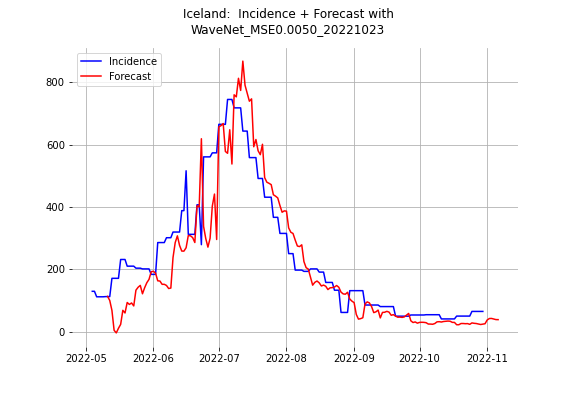 Iceland:  Incidence + Forecast with
WaveNet_MSE0.0050_20221023
Incidence
Forecast
800
600
400
200
0
2022-05 2022-06 2022-07 2022-08 2022-09 2022-10 2022-11